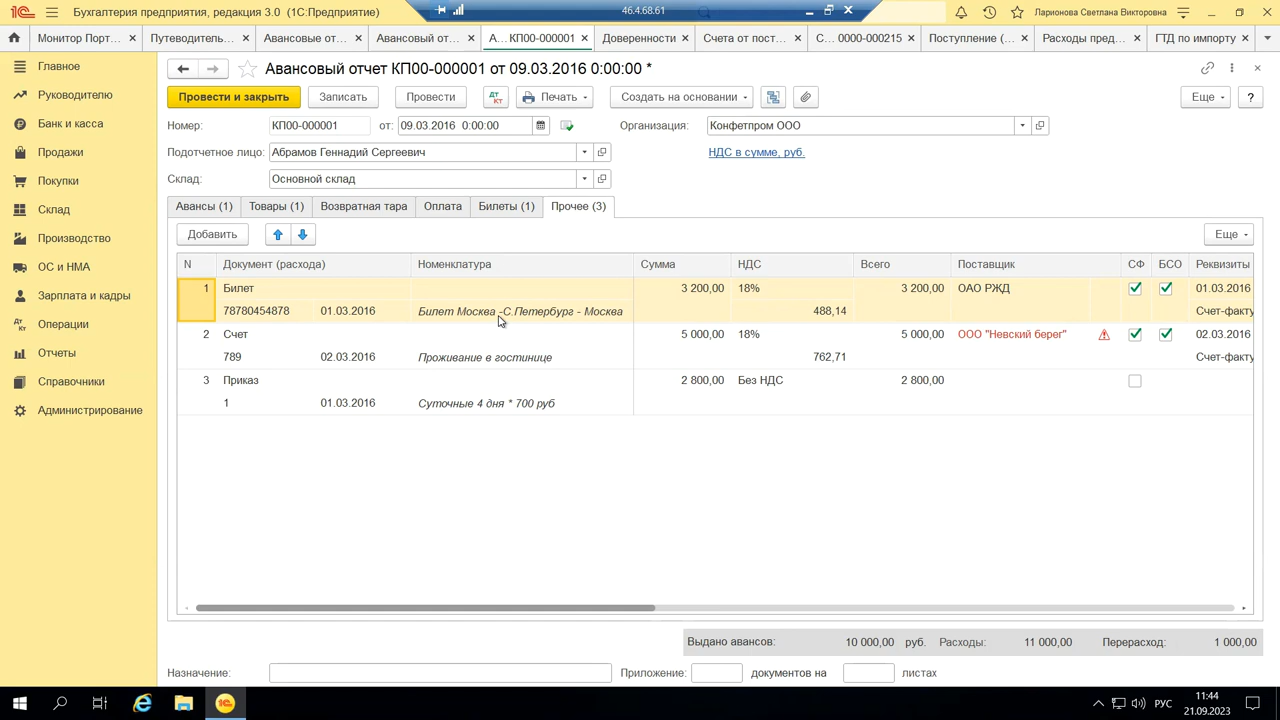 Бухгалтерия предприятия, редакция 3.0 (1С:Предприятие)
46.4.68.61
Ларионова Светлана Викторовна
Монитор Порт... ×
Путеводитель... ×
Авансовые от... ×
Авансовый от... ×
А... КП00-000001 ×
Доверенности ×
Счета от пост... ×
С... 0000-000215 ×
Поступление (... ×
Расходы пред... ×
ГТД по импорту ×
Главное
Руководителю
Банк и касса
Продажи
Покупки
Склад
Производство
ОС и НМА
Зарплата и кадры
Операции
Отчеты
Справочники
Администрирование
Авансовый отчет КП00-000001 от 09.03.2016 0:00:00 *
Провести и закрыть
Записать
Провести
Дт Кт
Печать
Создать на основании
Еще
?
Номер: КП00-000001 от: 09.03.2016 0:00:00
Организация: Конфетпром ООО
Подотчетное лицо: Абрамов Геннадий Сергеевич
НДС в сумме, руб.
Склад: Основной склад
Авансы (1)
Товары (1)
Возвратная тара
Оплата
Билеты (1)
Прочее (3)
Добавить
Еще
N Документ (расхода) Номенклатура Сумма НДС Всего Поставщик СФ БСО Реквизиты
1 Билет 3 200,00 18% 3 200,00 ОАО РЖД 01.03.2016
78780454878 01.03.2016 Билет Москва -С.Петербург - Москва 488,14 Счет-факту
2 Счет 5 000,00 18% 5 000,00 ООО "Невский берег" 02.03.2016
789 02.03.2016 Проживание в гостинице 762,71 Счет-факту
3 Приказ 2 800,00 Без НДС 2 800,00
1 01.03.2016 Суточные 4 дня * 700 руб
Выдано авансов: 10 000,00 руб. Расходы: 11 000,00 Перерасход: 1 000,00
Назначение:
Приложение: документов на листах
РУС
11:44
21.09.2023